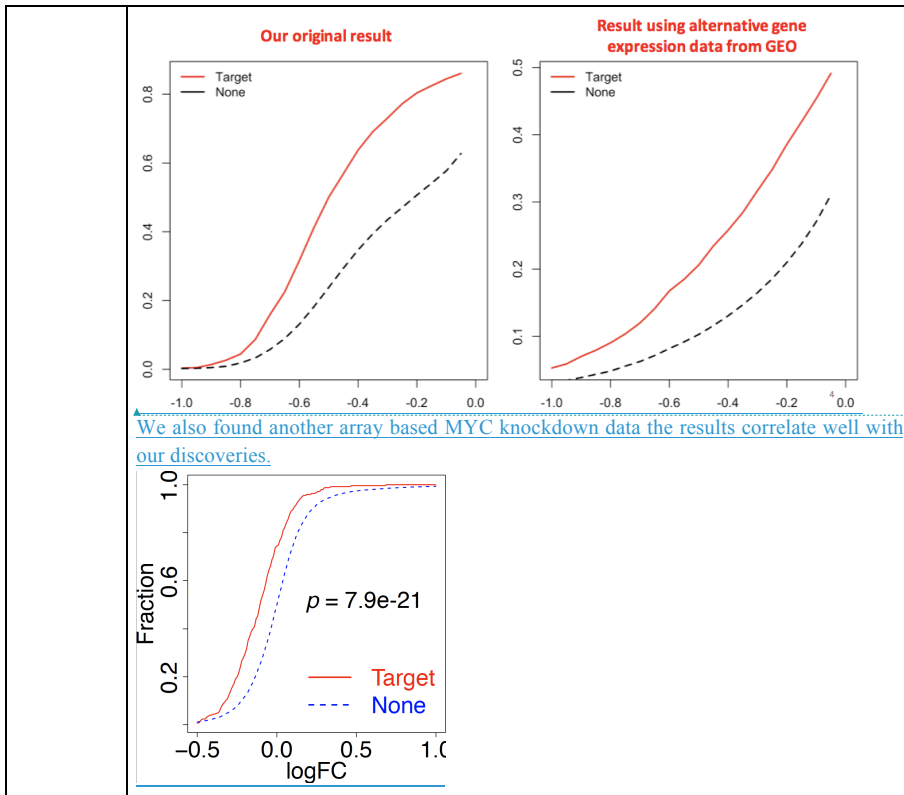 Our original result
Result using alternative gene
expression data from GEO
Target
None
0.8
0.6
0.4
0.2
0.0
-1.0 -0.8 -0.6 -0.4 -0.2 0.0
Target
None
0.5
0.4
0.3
0.2
0.1
-1.0 -0.8 -0.6 -0.4 -0.2 0.0
4
We also found another array based MYC knockdown data the results correlate well with
our discoveries.
Fraction
1.0
0.6
0.2
p = 7.9e-21
Target
None
−0.5 0.0 0.5 1.0
logFC